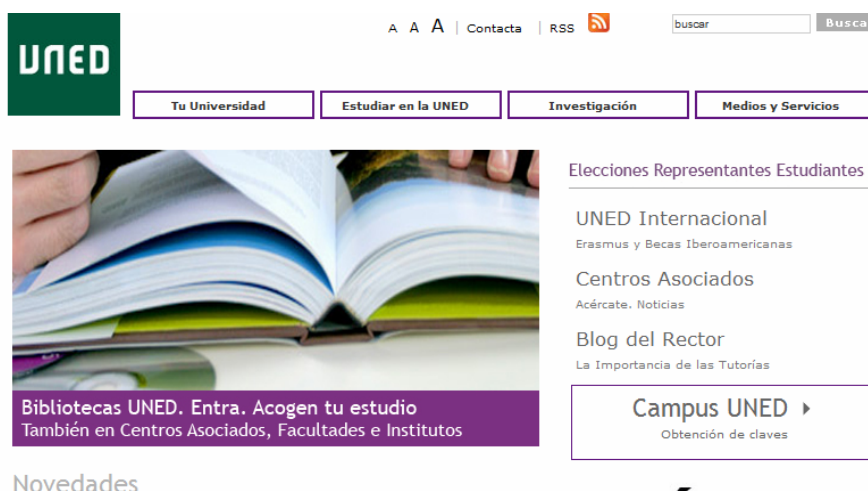 A A A | Contacta | RSS
buscar
UNED
Tu Universidad
Estudiar en la UNED
Investigación
Medios y Servicios
Elecciones Representantes Estudiantes
UNED Internacional
Erasmus y Becas Iberoamericanas
Centros Asociados
Acércate. Noticias
Blog del Rector
La Importancia de las Tutorías
Campus UNED
Obtención de claves
Bibliotecas UNED. Entra. Acogen tu estudio
También en Centros Asociados, Facultades e Institutos
Novedades